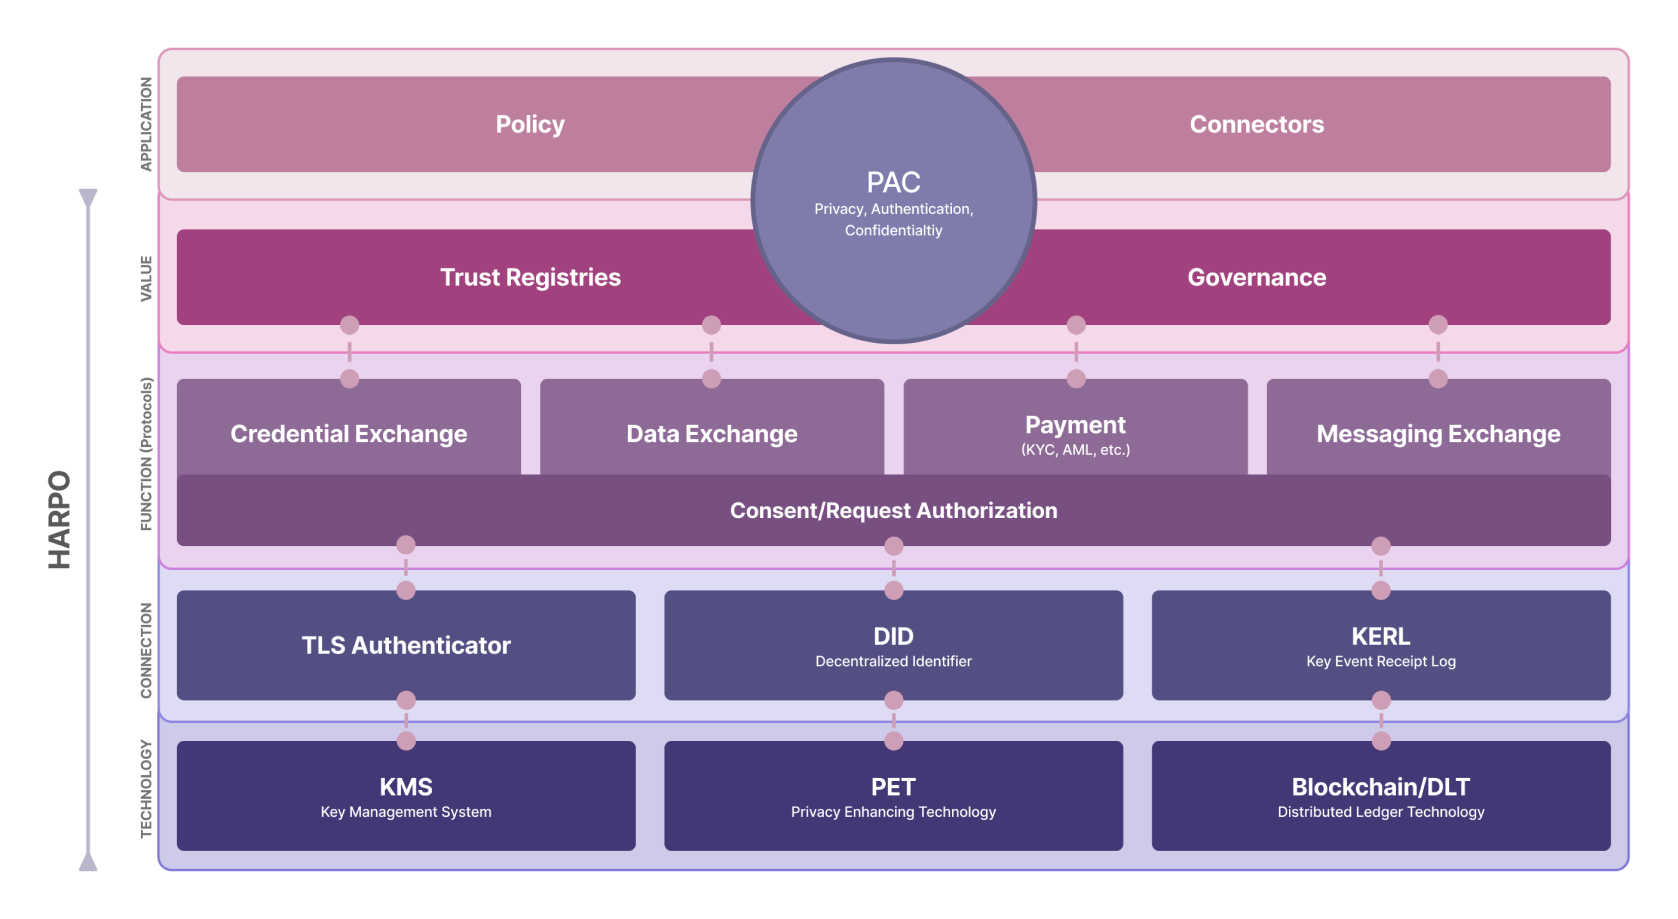 APPLICATION
Policy
Connectors
PAC
Privacy, Authentication,
Confidentialtiy
VALUE
Trust Registries
Governance
HARPO
FUNCTION (Protocols)
Credential Exchange
Data Exchange
Payment
(KYC, AML, etc.)
Messaging Exchange
Consent/Request Authorization
CONNECTION
TLS Authenticator
DID
Decentralized Identifier
KERL
Key Event Receipt Log
TECHNOLOGY
KMS
Key Management System
PET
Privacy Enhancing Technology
Blockchain/DLT
Distributed Ledger Technology